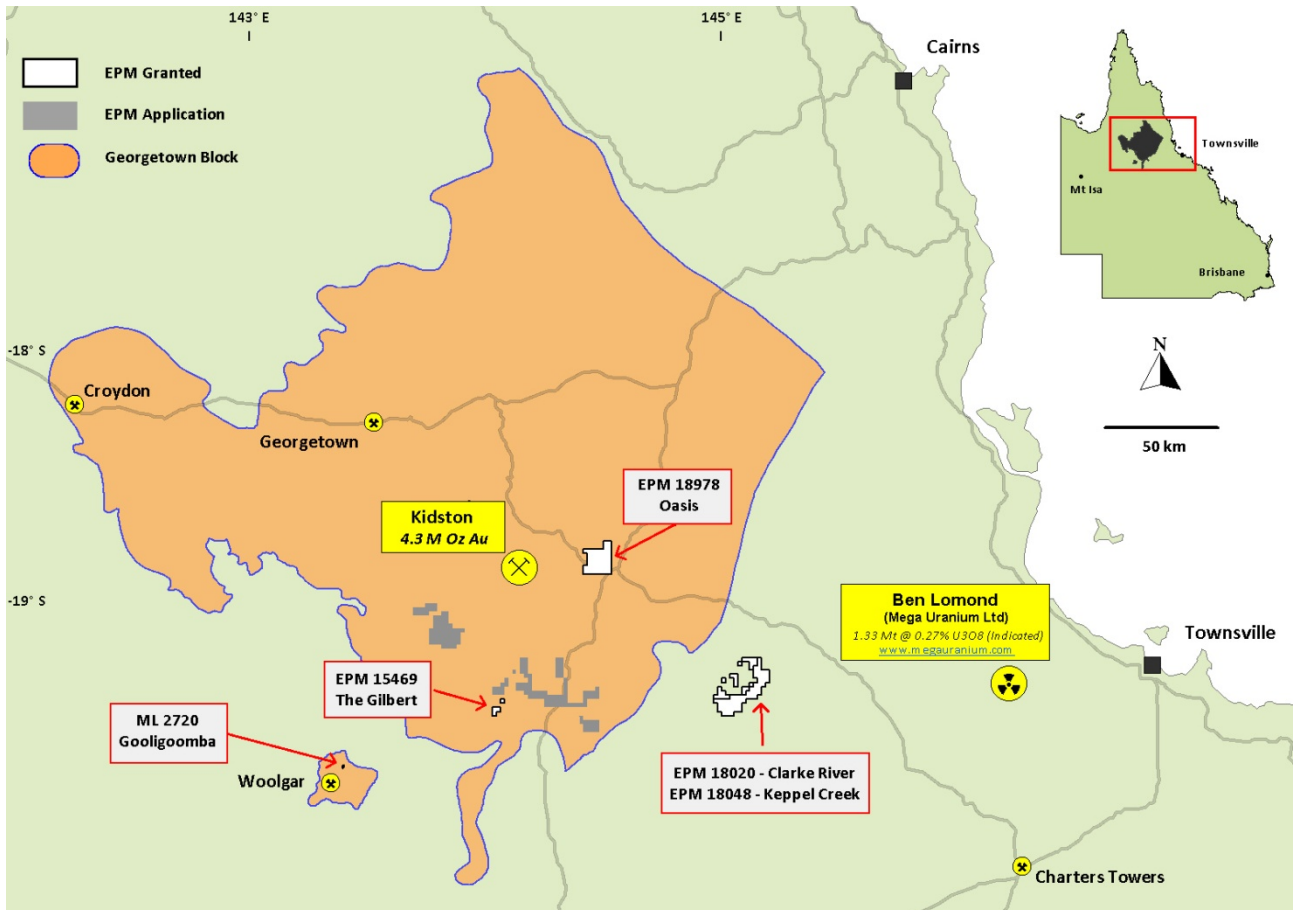 143° E
145° E
EPM Granted
EPM Application
Georgetown Block
Cairns
Townsville
Mt Isa
Brisbane
N
50 km
-18° S
Croydon
Georgetown
EPM 18978
Oasis
Kidston
4.3 M Oz Au
-19° S
Ben Lomond
(Mega Uranium Ltd)
1.33 Mt @ 0.27% U3O8 (Indicated)
www.megauranium.com
Townsville
EPM 15469
The Gilbert
ML 2720
Gooligoomba
Woolgar
EPM 18020 - Clarke River
EPM 18048 - Keppel Creek
Charters Towers